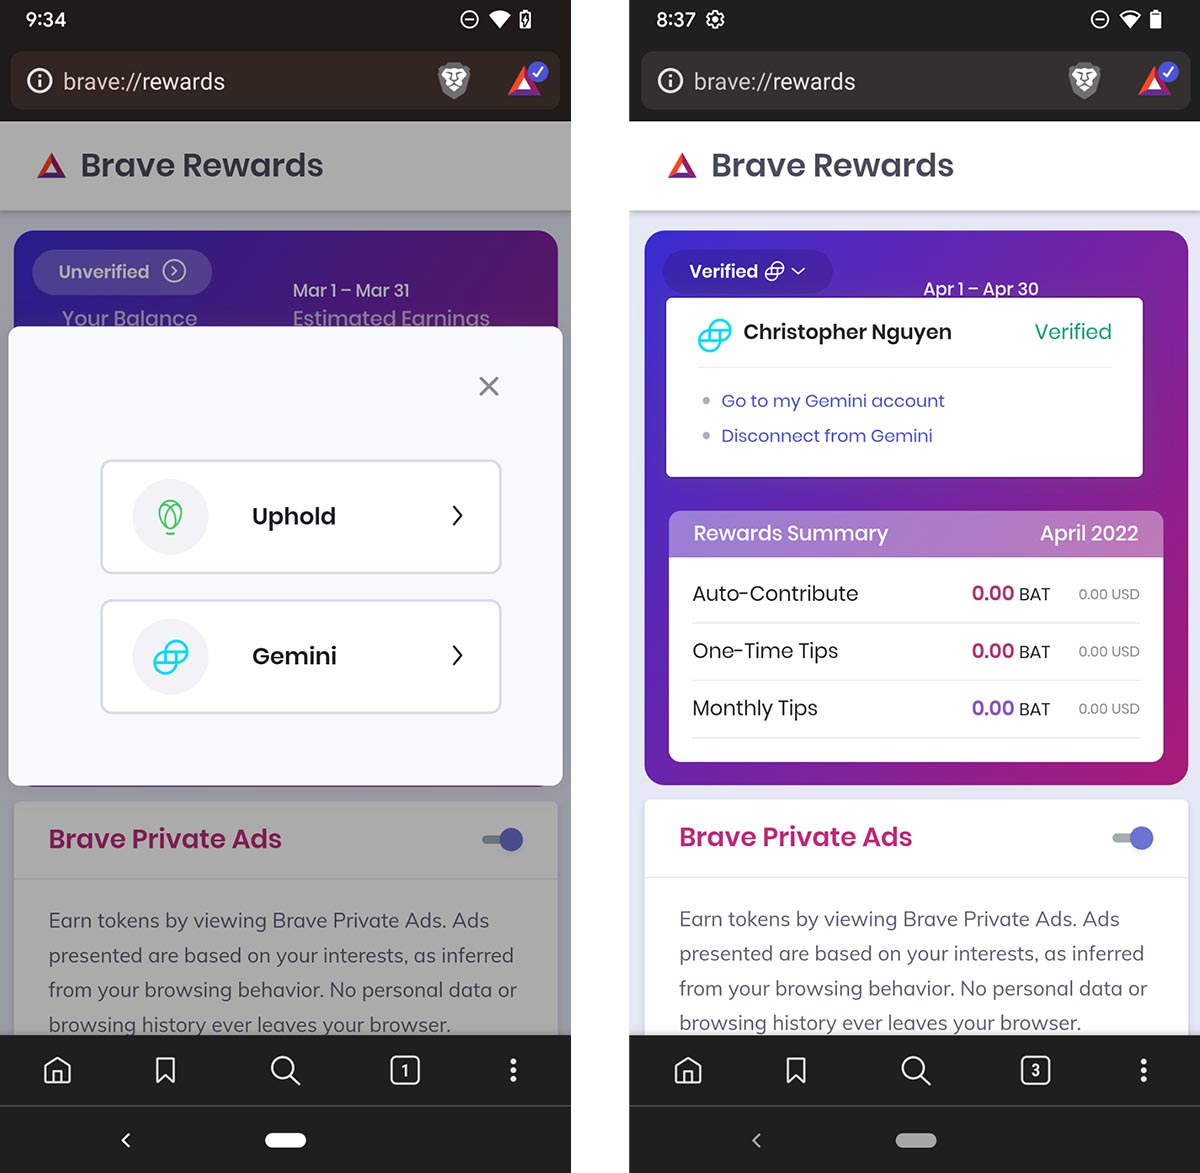 9:34
brave://rewards
Brave Rewards
Unverified
Mar 1 – Mar 31
Your Balance
Estimated Earnings
Uphold
Gemini
Brave Private Ads
Earn tokens by viewing Brave Private Ads. Ads
presented are based on your interests, as inferred
from your browsing behavior. No personal data or
browsing history ever leaves your browser.
1
8:37
brave://rewards
Brave Rewards
Verified
Apr 1 – Apr 30
Christopher Nguyen
Verified
Go to my Gemini account
Disconnect from Gemini
Rewards Summary
April 2022
Auto-Contribute 0.00 BAT 0.00 USD
One-Time Tips 0.00 BAT 0.00 USD
Monthly Tips 0.00 BAT 0.00 USD
Brave Private Ads
Earn tokens by viewing Brave Private Ads. Ads
presented are based on your interests, as inferred
from your browsing behavior. No personal data or
browsing history ever leaves your browser.
3